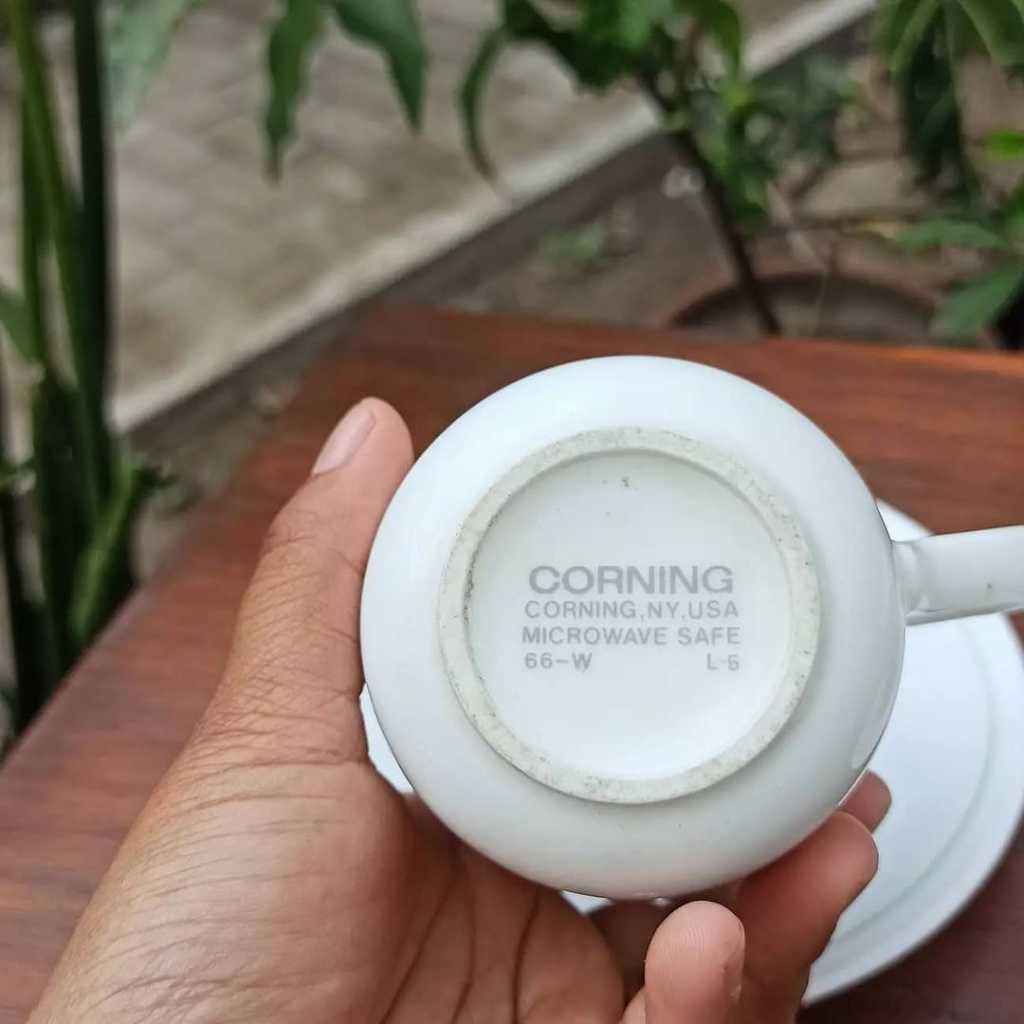 CORNING
CORNING, NY, USA
MICROWAVE SAFE
66-W L-5